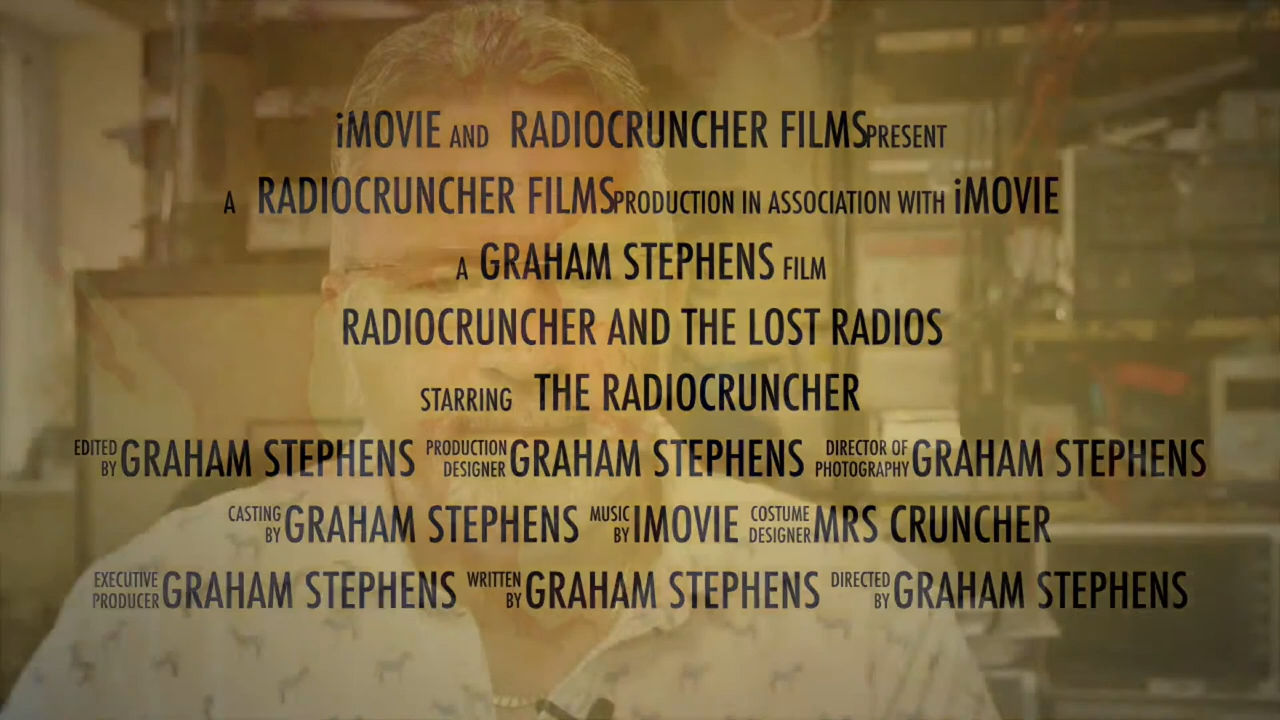 iMOVIE AND RADIOCRUNCHER FILMS PRESENT
A RADIOCRUNCHER FILMS PRODUCTION IN ASSOCIATION WITH iMOVIE
A GRAHAM STEPHENS FILM
RADIOCRUNCHER AND THE LOST RADIOS
STARRING THE RADIOCRUNCHER
EDITED BY GRAHAM STEPHENS PRODUCTION DESIGNER GRAHAM STEPHENS DIRECTOR OF PHOTOGRAPHY GRAHAM STEPHENS
CASTING BY GRAHAM STEPHENS MUSIC BY IMOVIE COSTUME DESIGNER MRS CRUNCHER
EXECUTIVE PRODUCER GRAHAM STEPHENS WRITTEN BY GRAHAM STEPHENS DIRECTED BY GRAHAM STEPHENS